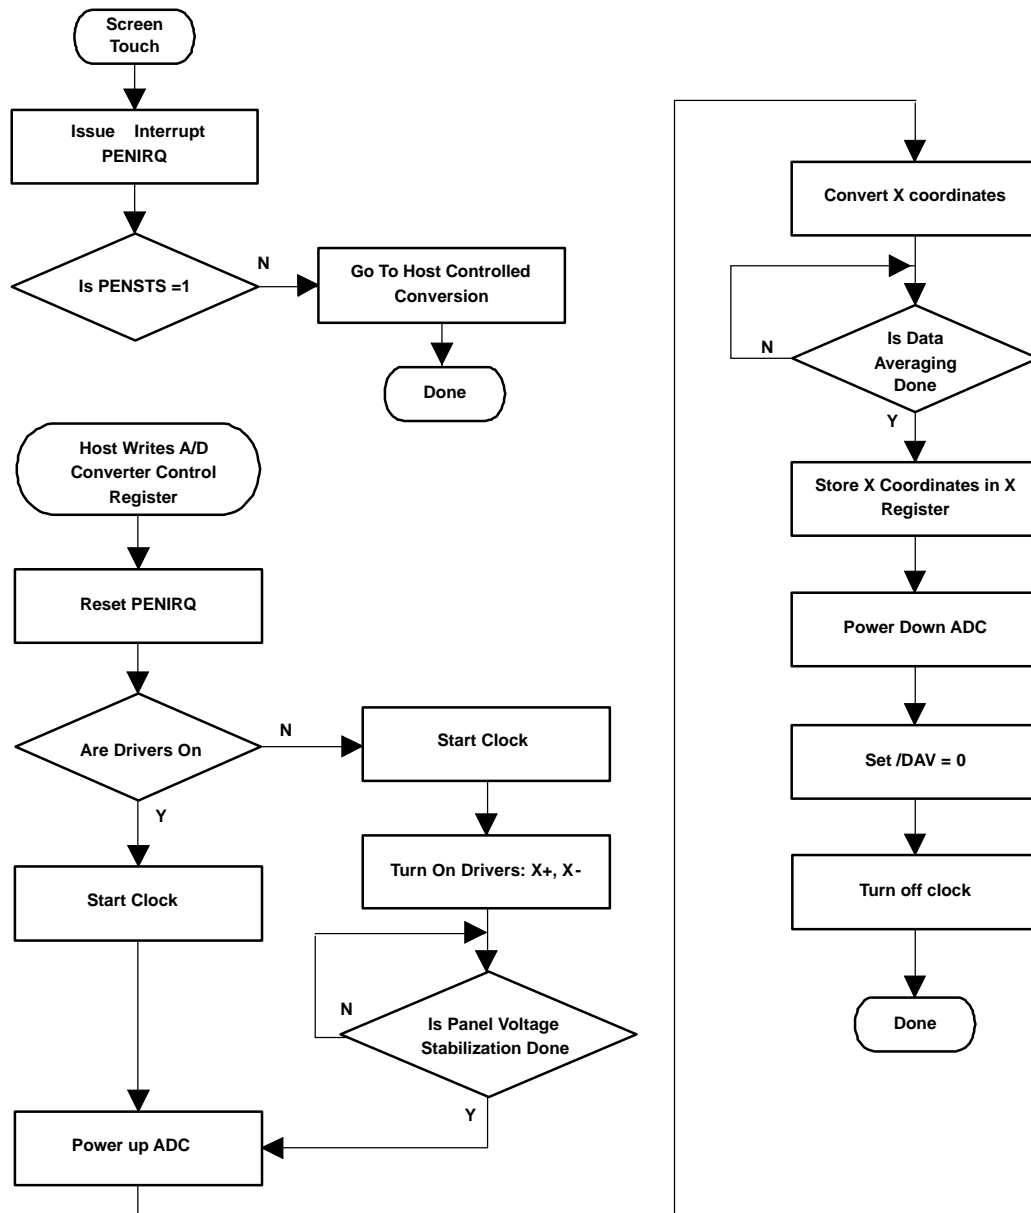 Screen
Touch
Issue Interrupt
PENIRQ
Is PENSTS =1
N
Go To Host Controlled
Conversion
Done
Host Writes A/D
Converter Control
Register
Reset PENIRQ
Are Drivers On
N
Y
Start Clock
Start Clock
Turn On Drivers: X+, X-
N
Is Panel Voltage
Stabilization Done
Y
Power up ADC
Convert X coordinates
Is Data
Averaging
Done
N
Y
Store X Coordinates in X
Register
Power Down ADC
Set /DAV = 0
Turn off clock
Done